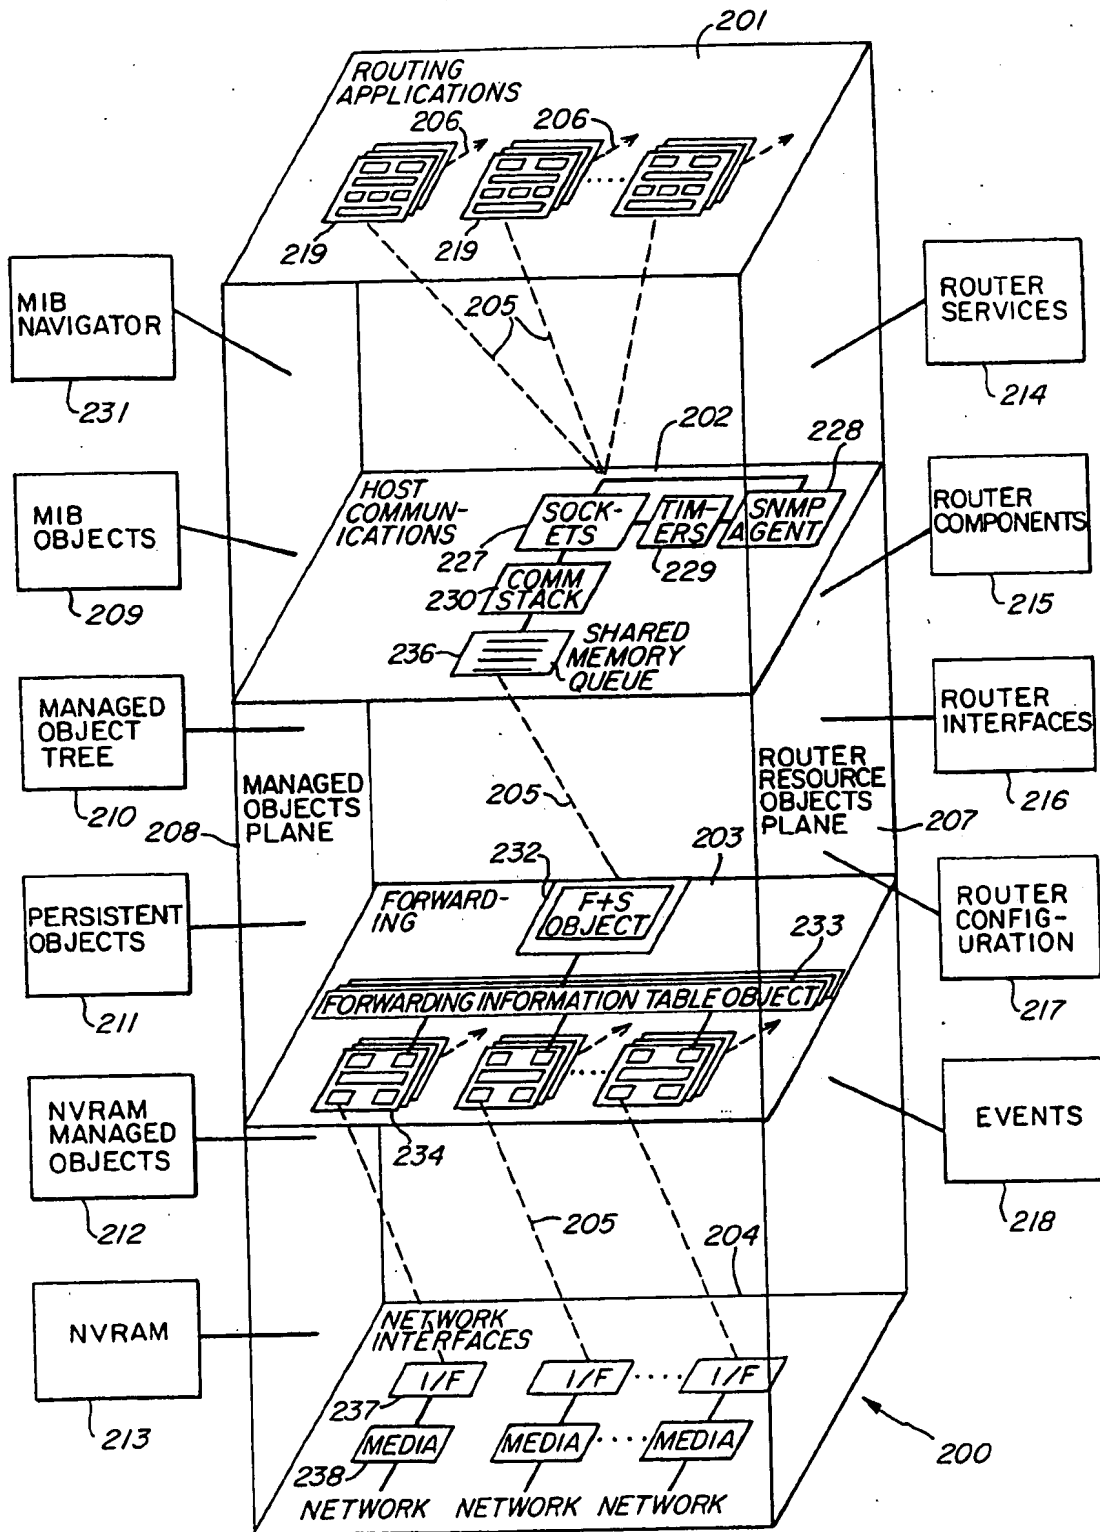 201
ROUTING
APPLICATIONS
206
206
219
219
MIB
NAVIGATOR
231
205
ROUTER
SERVICES
214
202
228
HOST
COMMUN-
ICATIONS
SOCK-
ETS
TIM-
ERS
SNMP
AGENT
227
229
MIB
OBJECTS
209
ROUTER
COMPONENTS
215
230
COMM
STACK
236
SHARED
MEMORY
QUEUE
MANAGED
OBJECT
TREE
210
ROUTER
INTERFACES
216
MANAGED
OBJECTS
PLANE
208
205
ROUTER
RESOURCE
OBJECTS
PLANE
207
203
232
FORWARD-
ING
F+S
OBJECT
233
PERSISTENT
OBJECTS
211
ROUTER
CONFIG-
URATION
217
FORWARDING INFORMATION TABLE OBJECT
234
NVRAM
MANAGED
OBJECTS
212
EVENTS
218
205
204
NVRAM
213
NETWORK
INTERFACES
I/F
I/F
I/F
237
MEDIA
MEDIA
MEDIA
238
NETWORK
NETWORK
NETWORK
200